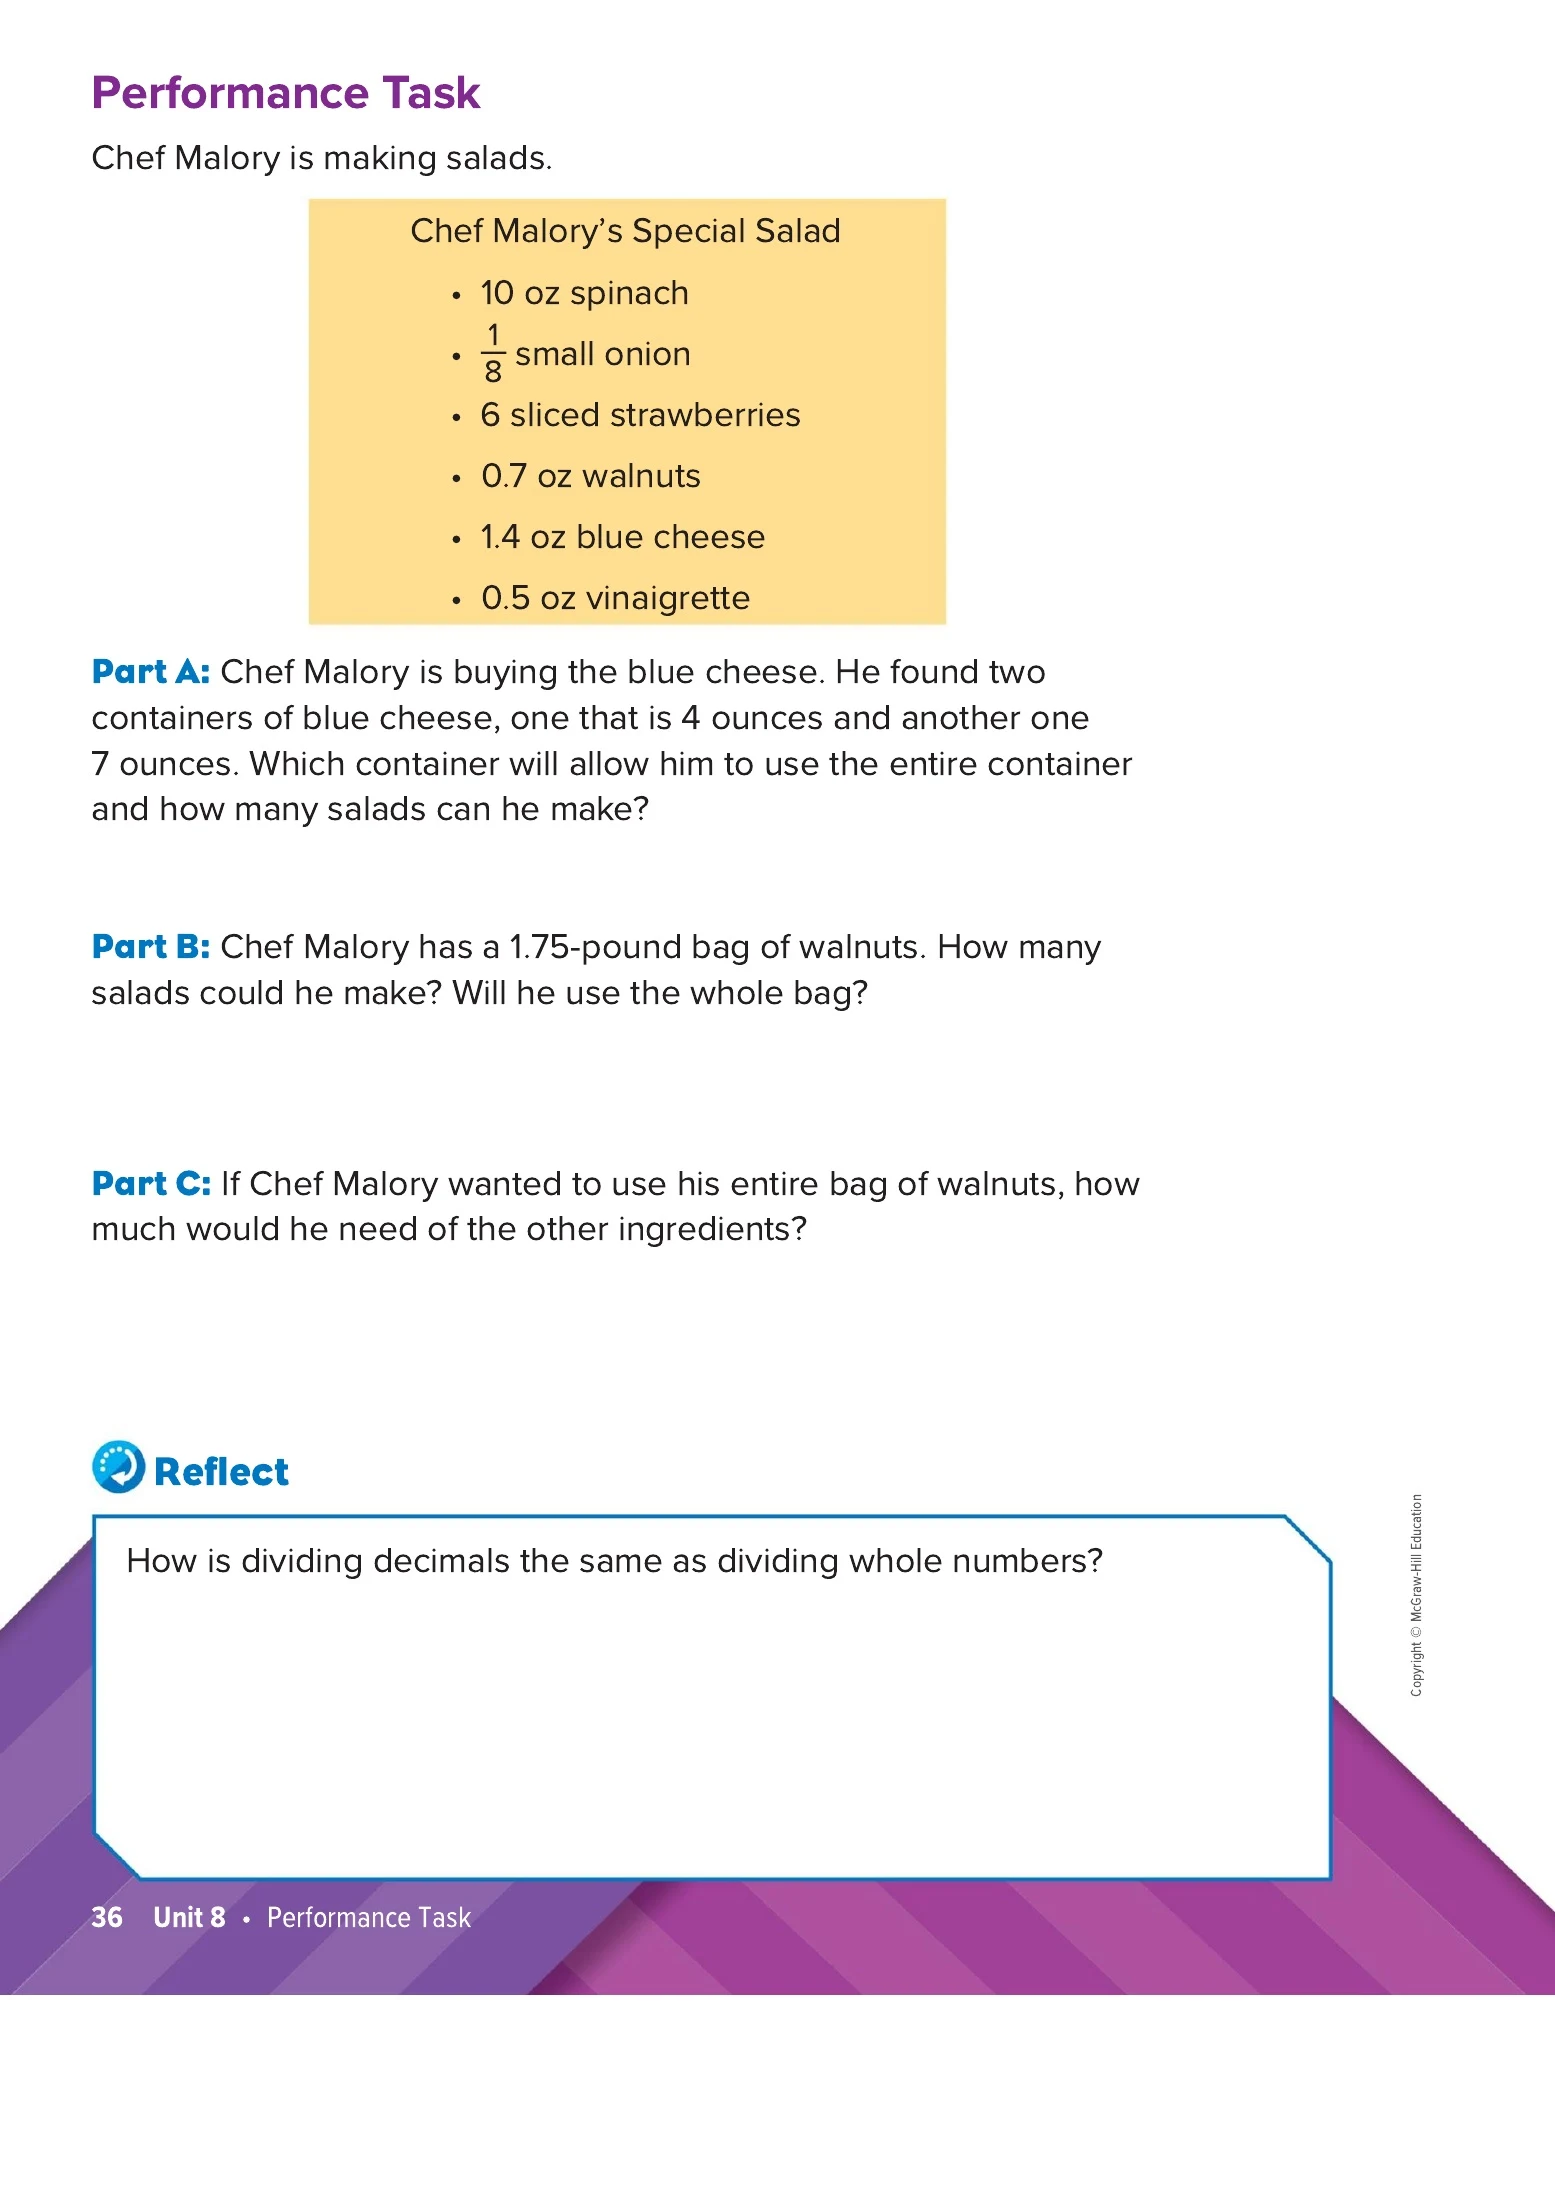 Performance Task
Chef Malory is making salads.
Chef Malory’s Special Salad
• 10 oz spinach
• 1/8 small onion
• 6 sliced strawberries
• 0.7 oz walnuts
• 1.4 oz blue cheese
• 0.5 oz vinaigrette
Part A: Chef Malory is buying the blue cheese. He found two
containers of blue cheese, one that is 4 ounces and another one
7 ounces. Which container will allow him to use the entire container
and how many salads can he make?
Part B: Chef Malory has a 1.75-pound bag of walnuts. How many
salads could he make? Will he use the whole bag?
Part C: If Chef Malory wanted to use his entire bag of walnuts, how
much would he need of the other ingredients?
Reflect
How is dividing decimals the same as dividing whole numbers?
Copyright © McGraw-Hill Education
36 Unit 8 • Performance Task